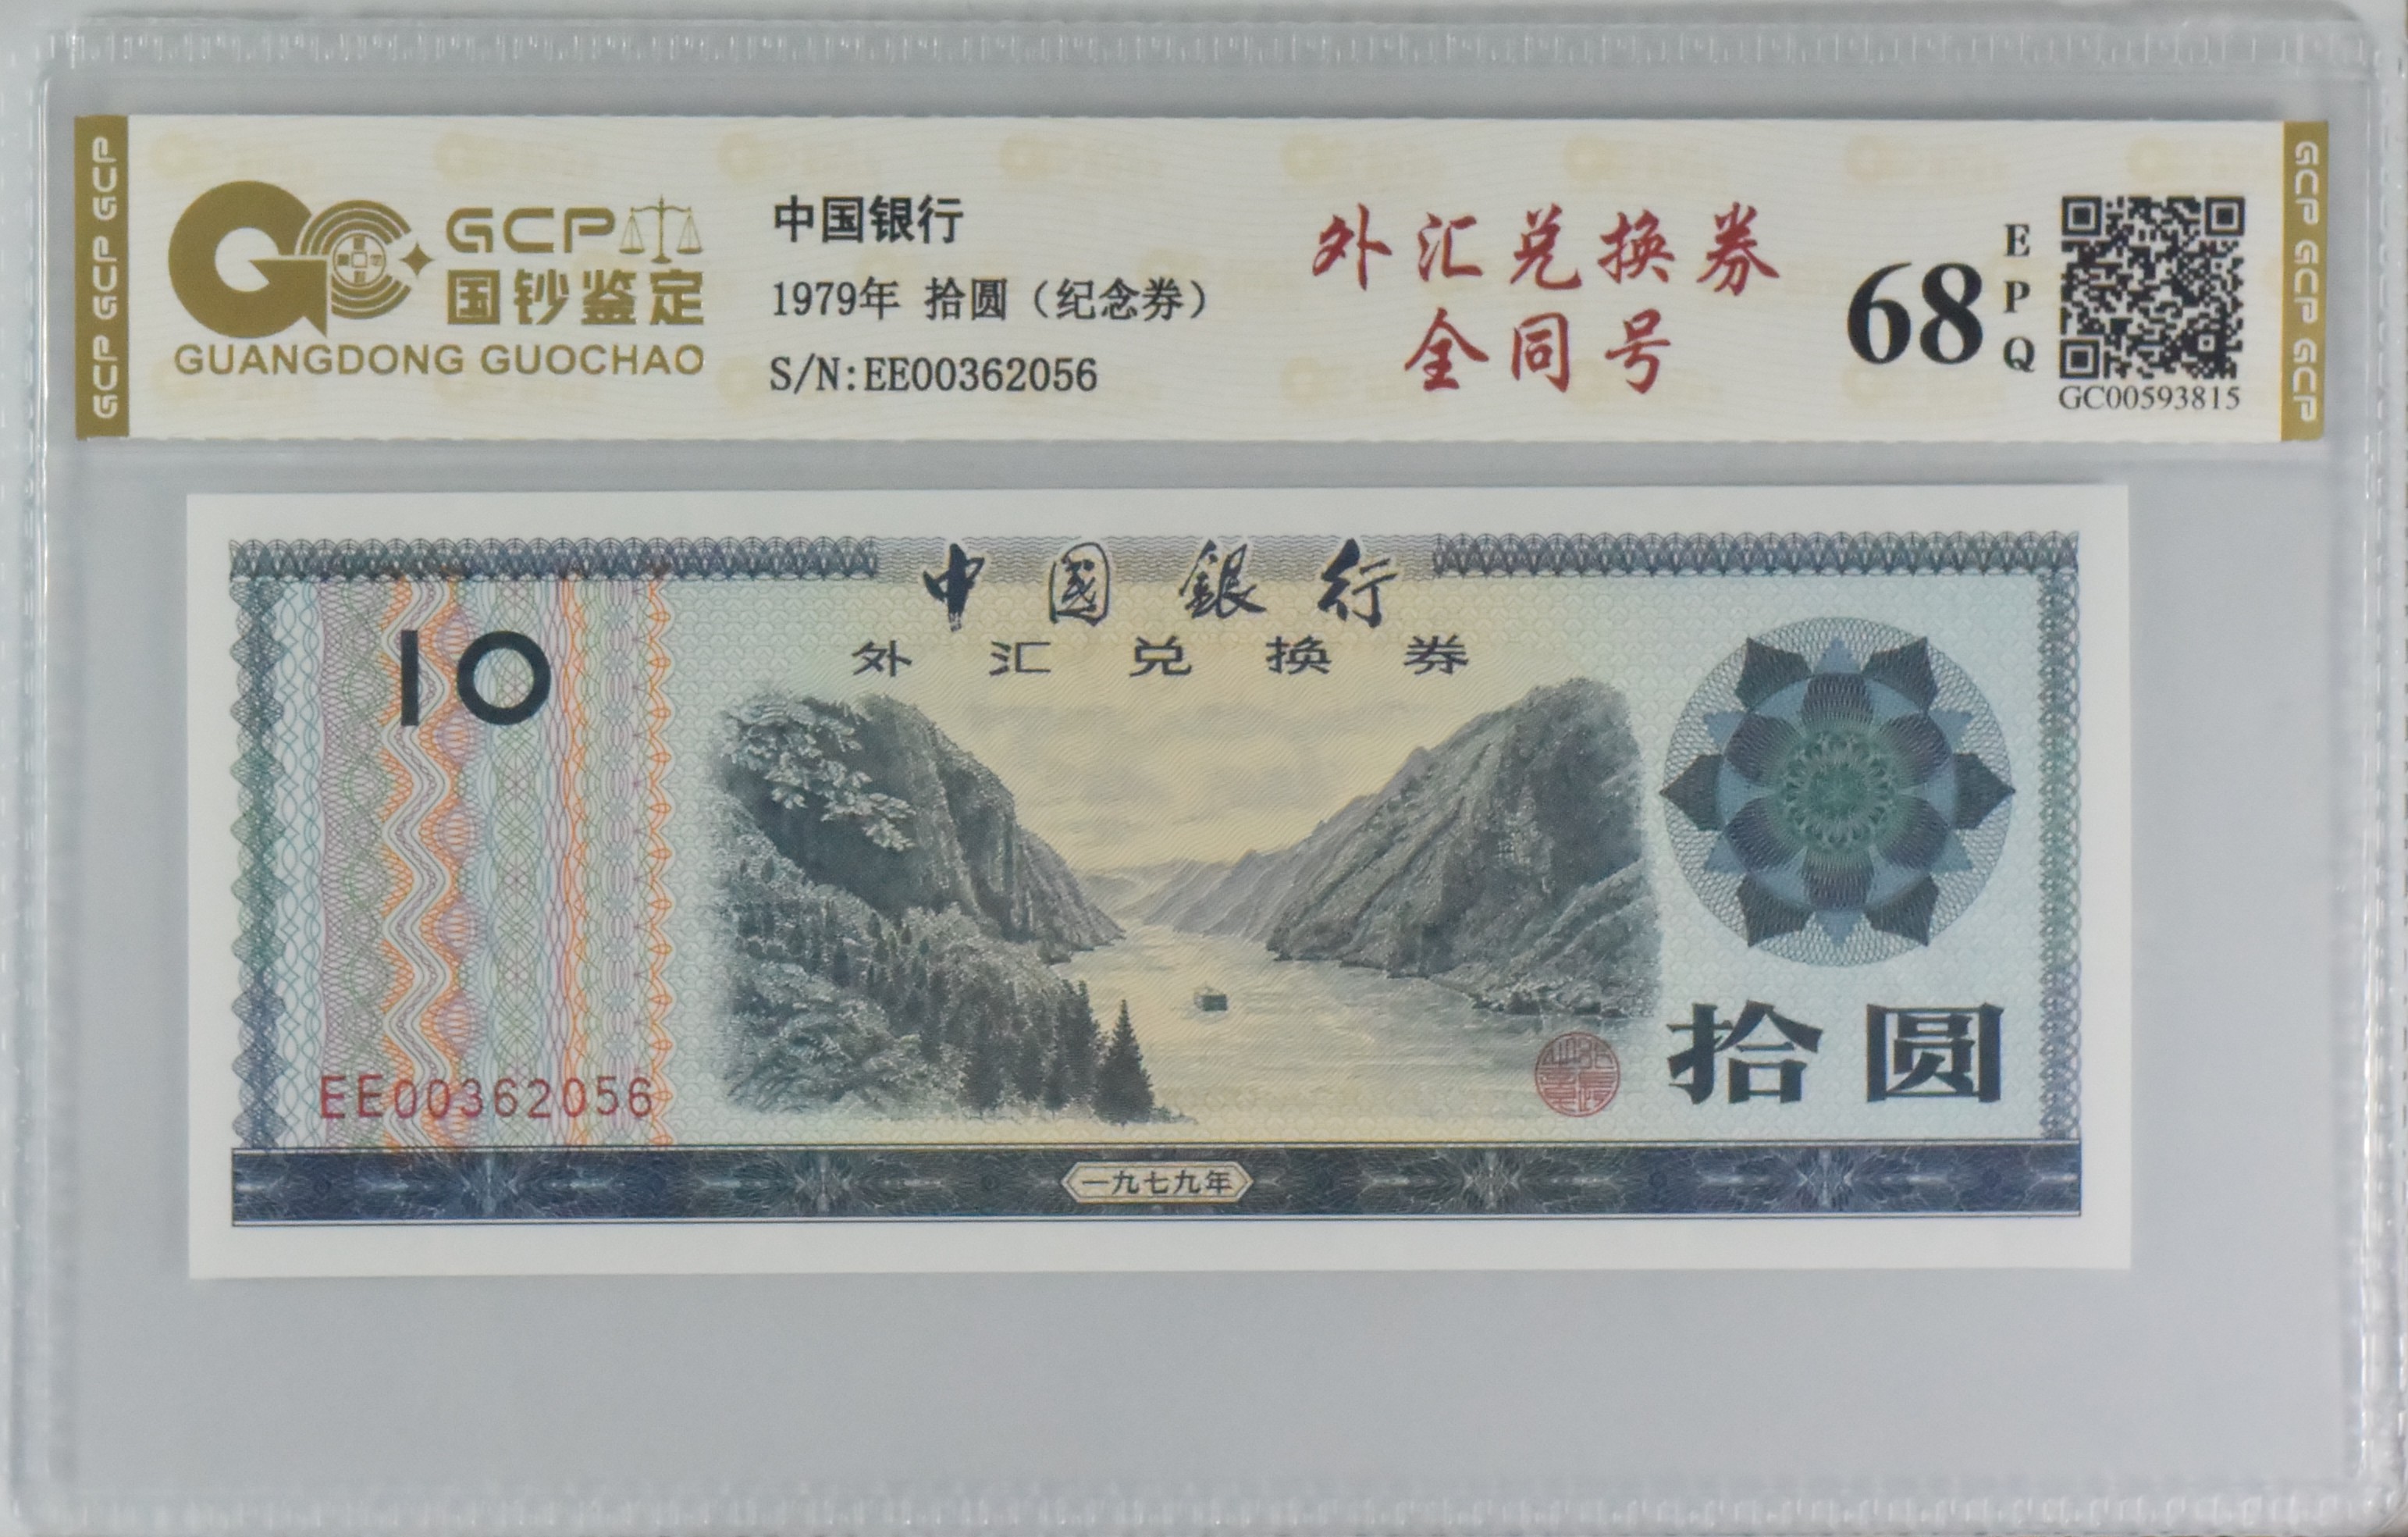 GCP GCP GCP
GCP
国钞鉴定
GUANGDONG GUOCHAO
中国银行
1979年 拾圆（纪念券）
S/N:EE00362056
外汇兑换券
全同号
68
EPQ
GC00593815
GCP GCP GCP
中國銀行
外汇兑换券
10
EE00362056
拾圆
一九七九年